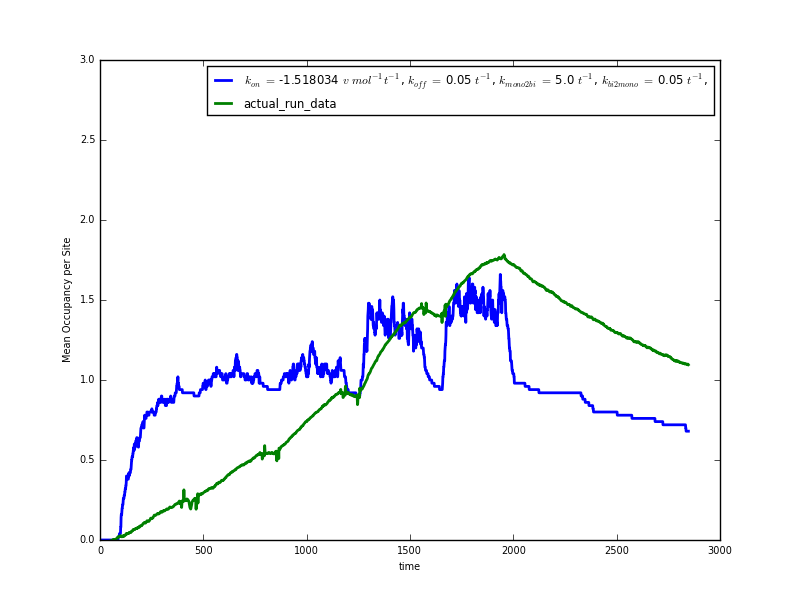 k_on = -1.518034 v mol^−1 t^−1, k_off = 0.05 t^−1, k_mono2bi = 5.0 t^−1, k_bi2mono = 0.05 t^−1,
actual_run_data
3.0
2.5
2.0
1.5
1.0
0.5
0.0
Mean Occupancy per Site
0 500 1000 1500 2000 2500 3000
time